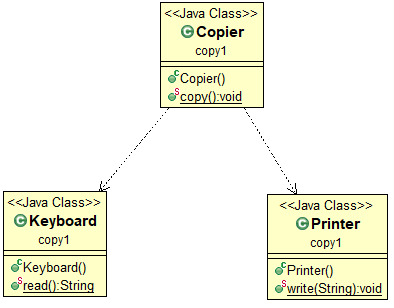 <<Java Class>>
Copier
copy1
Copier()
copy():void
<<Java Class>>
Keyboard
copy1
Keyboard()
read():String
<<Java Class>>
Printer
copy1
Printer()
write(String):void